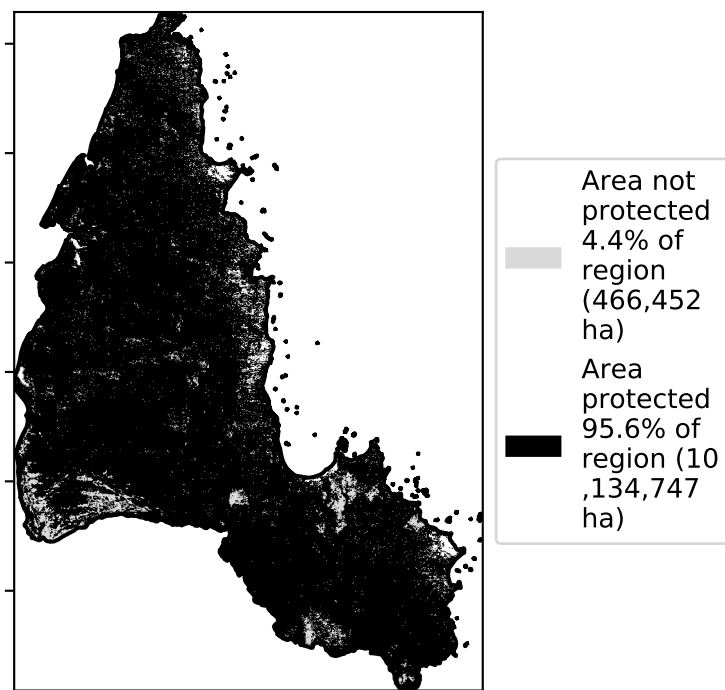 Area not
protected
4.4% of
region
(466,452
ha)
Area
protected
95.6% of
region (10
,134,747
ha)